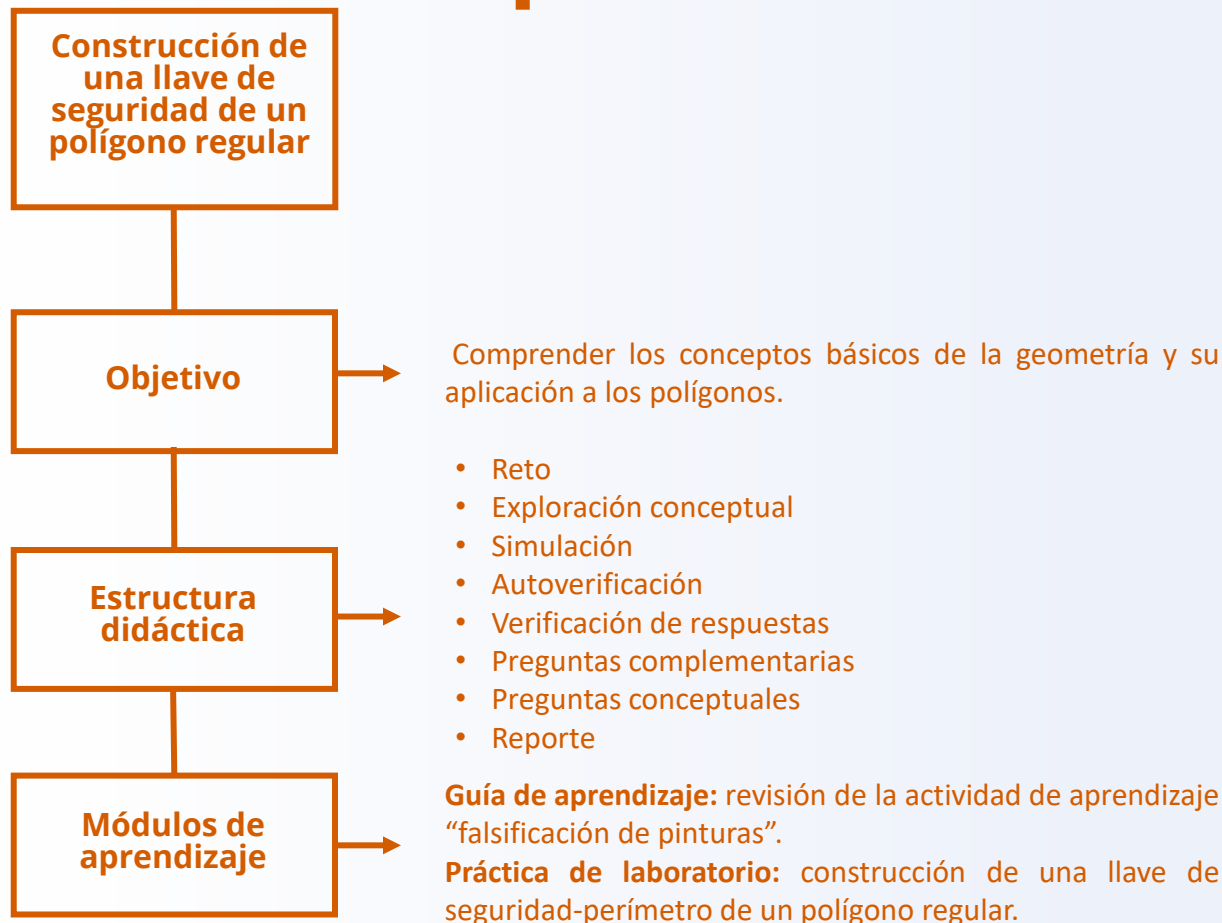 Construcción de
una llave de
seguridad de un
polígono regular
Objetivo
Comprender los conceptos básicos de la geometría y su
aplicación a los polígonos.
Estructura
didáctica
• Reto
• Exploración conceptual
• Simulación
• Autoverificación
• Verificación de respuestas
• Preguntas complementarias
• Preguntas conceptuales
• Reporte
Módulos de
aprendizaje
Guía de aprendizaje: revisión de la actividad de aprendizaje
“falsificación de pinturas”.
Práctica de laboratorio: construcción de una llave de
seguridad-perímetro de un polígono regular.